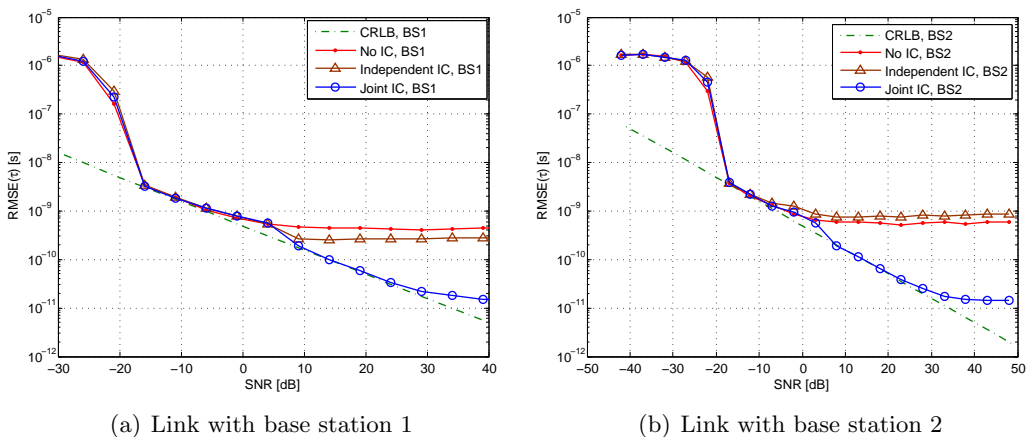 10⁻⁵
10⁻⁶
10⁻⁷
10⁻⁸
10⁻⁹
10⁻¹⁰
10⁻¹¹
10⁻¹²
RMSE(τ) [s]
CRLB, BS1
No IC, BS1
Independent IC, BS1
Joint IC, BS1
−30 −20 −10 0 10 20 30 40
SNR [dB]
(a) Link with base station 1
10⁻⁵
10⁻⁶
10⁻⁷
10⁻⁸
10⁻⁹
10⁻¹⁰
10⁻¹¹
10⁻¹²
RMSE(τ) [s]
CRLB, BS2
No IC, BS2
Independent IC, BS2
Joint IC, BS2
−50 −40 −30 −20 −10 0 10 20 30 40 50
SNR [dB]
(b) Link with base station 2